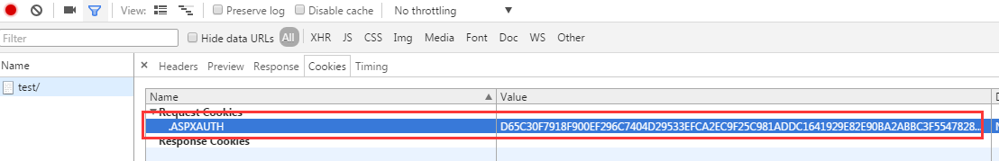 View: Preserve log Disable cache No throttling
Filter Hide data URLs All XHR JS CSS Img Media Font Doc WS Other
Name × Headers Preview Response Cookies Timing
test/
Name Value
Request Cookies
.ASPXAUTH D65C30F7918F900EF296C7404D29533EFCA2EC9F25C981ADDC1641929E82E90BA2ABBC3F5547828...
Response Cookies